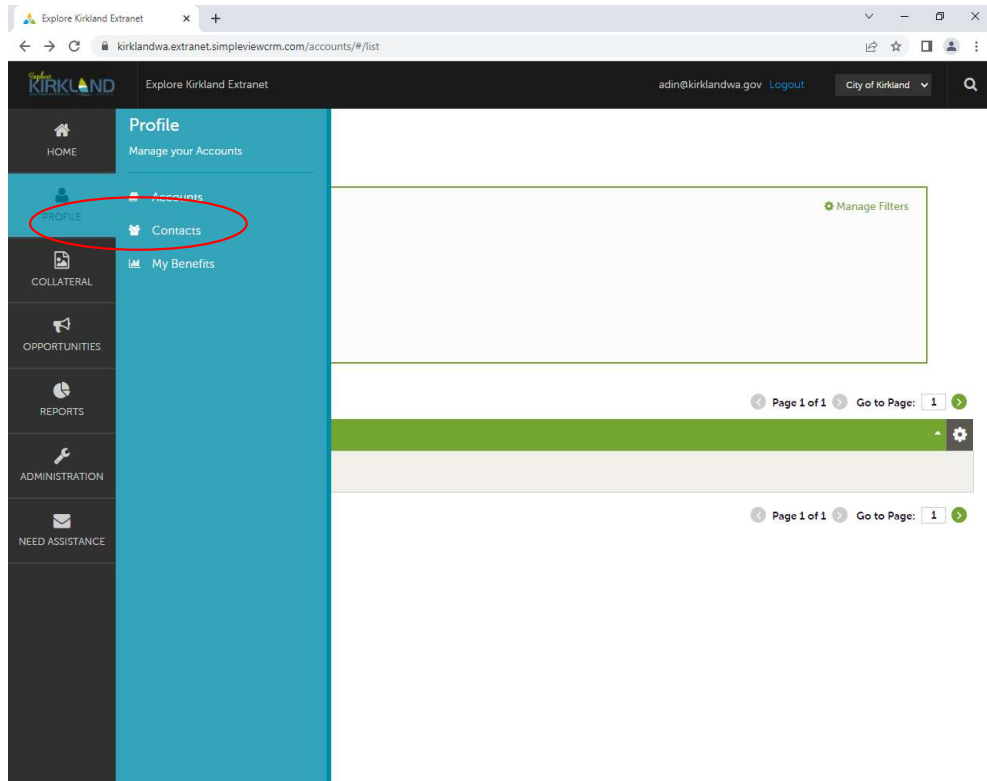 Explore Kirkland Extranet
kirklandwa.extranet.simpleviewcrm.com/accounts/#/list
Explore
KIRKLAND
Explore Kirkland Extranet
adin@kirklandwa.gov Logout
City of Kirkland
HOME
PROFILE
COLLATERAL
OPPORTUNITIES
REPORTS
ADMINISTRATION
NEED ASSISTANCE
Profile
Manage your Accounts
Accounts
Contacts
My Benefits
Manage Filters
Page 1 of 1 Go to Page: 1
Page 1 of 1 Go to Page: 1